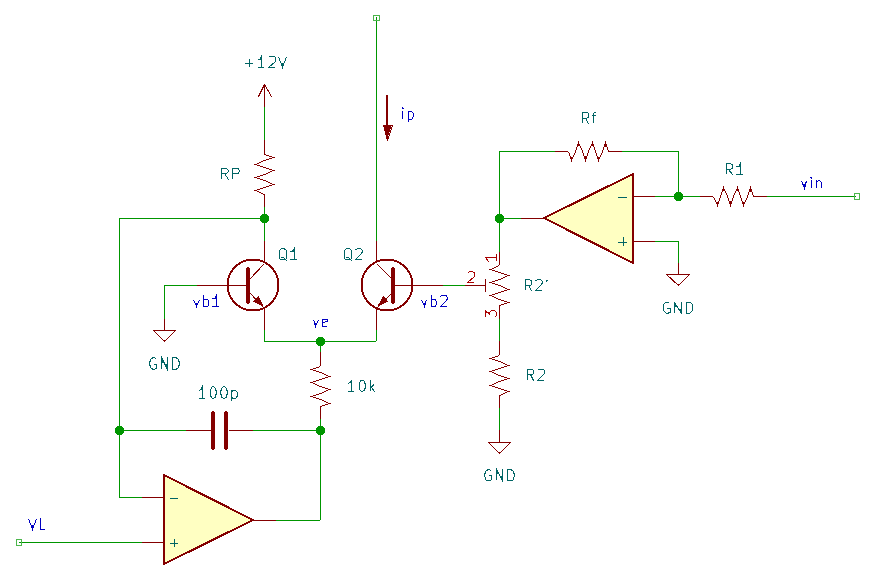 +12V
ip
Rf
RP
R1
vin
−
+
Q1
Q2
1
2
3
R2'
vb1
vb2
GND
ve
GND
100p
10k
R2
GND
VL
−
+